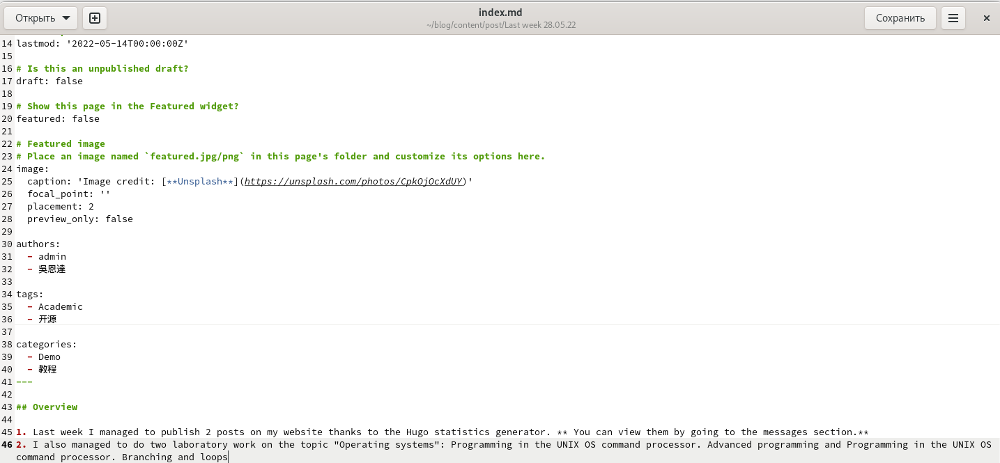 Открыть
index.md
~/blog/content/post/Last week 28.05.22
Сохранить
14 lastmod: '2022-05-14T00:00:00Z'
15
16 # Is this an unpublished draft?
17 draft: false
18
19 # Show this page in the Featured widget?
20 featured: false
21
22 # Featured image
23 # Place an image named `featured.jpg/png` in this page's folder and customize its options here.
24 image:
25   caption: 'Image credit: [**Unsplash**](https://unsplash.com/photos/CpkOjOcXdUY)'
26   focal_point: ''
27   placement: 2
28   preview_only: false
29
30 authors:
31   - admin
32   - 吳恩達
33
34 tags:
35   - Academic
36   - 开源
37
38 categories:
39   - Demo
40   - 教程
41 ---
42
43 ## Overview
44
45 1. Last week I managed to publish 2 posts on my website thanks to the Hugo statistics generator. ** You can view them by going to the messages section.**
46 2. I also managed to do two laboratory work on the topic "Operating systems": Programming in the UNIX OS command processor. Advanced programming and Programming in the UNIX OS
command processor. Branching and loops